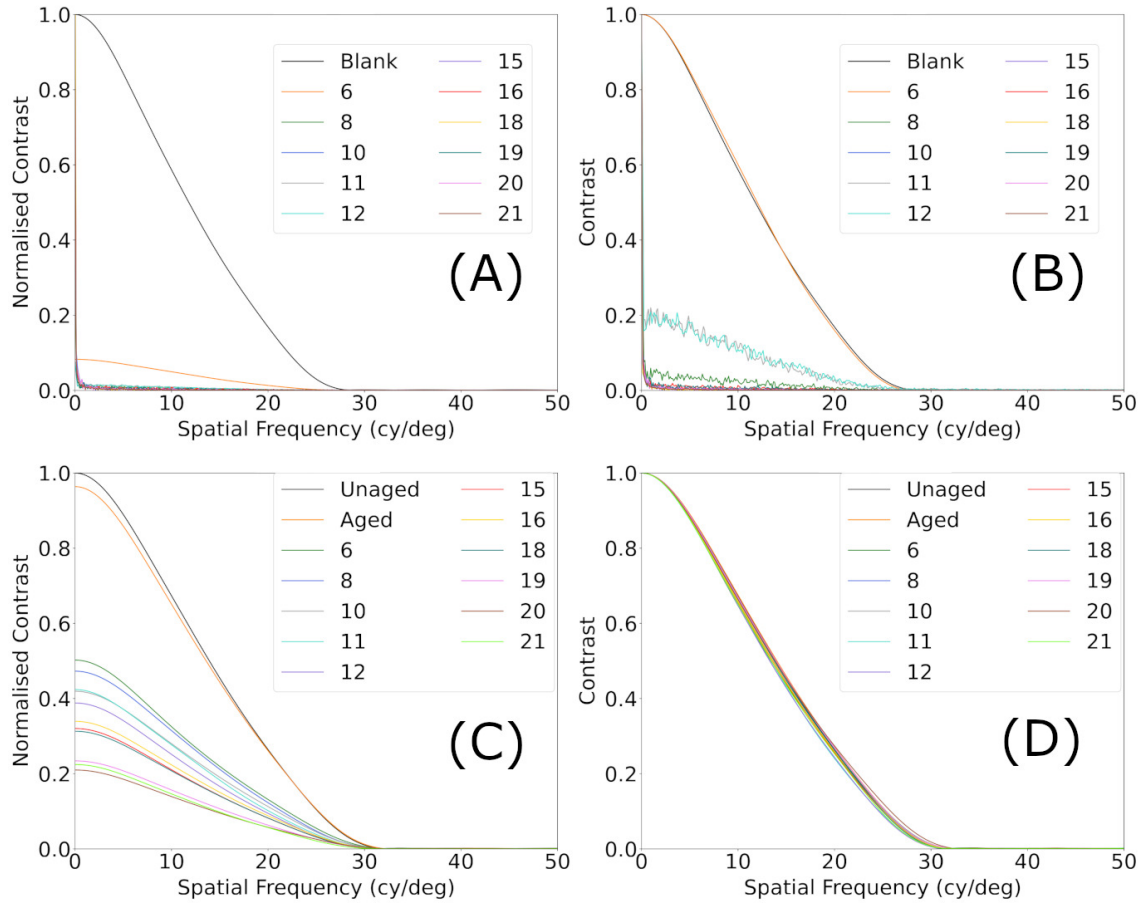 1.0
0.8
0.6
0.4
0.2
0.0
0 10 20 30 40 50
Normalised Contrast
Spatial Frequency (cy/deg)
Blank 15
6 16
8 18
10 19
11 20
12 21
(A)
1.0
0.8
0.6
0.4
0.2
0.0
0 10 20 30 40 50
Contrast
Spatial Frequency (cy/deg)
Blank 15
6 16
8 18
10 19
11 20
12 21
(B)
1.0
0.8
0.6
0.4
0.2
0.0
0 10 20 30 40 50
Normalised Contrast
Spatial Frequency (cy/deg)
Unaged 15
Aged 16
6 18
8 19
10 20
11 21
12
(C)
1.0
0.8
0.6
0.4
0.2
0.0
0 10 20 30 40 50
Contrast
Spatial Frequency (cy/deg)
Unaged 15
Aged 16
6 18
8 19
10 20
11 21
12
(D)